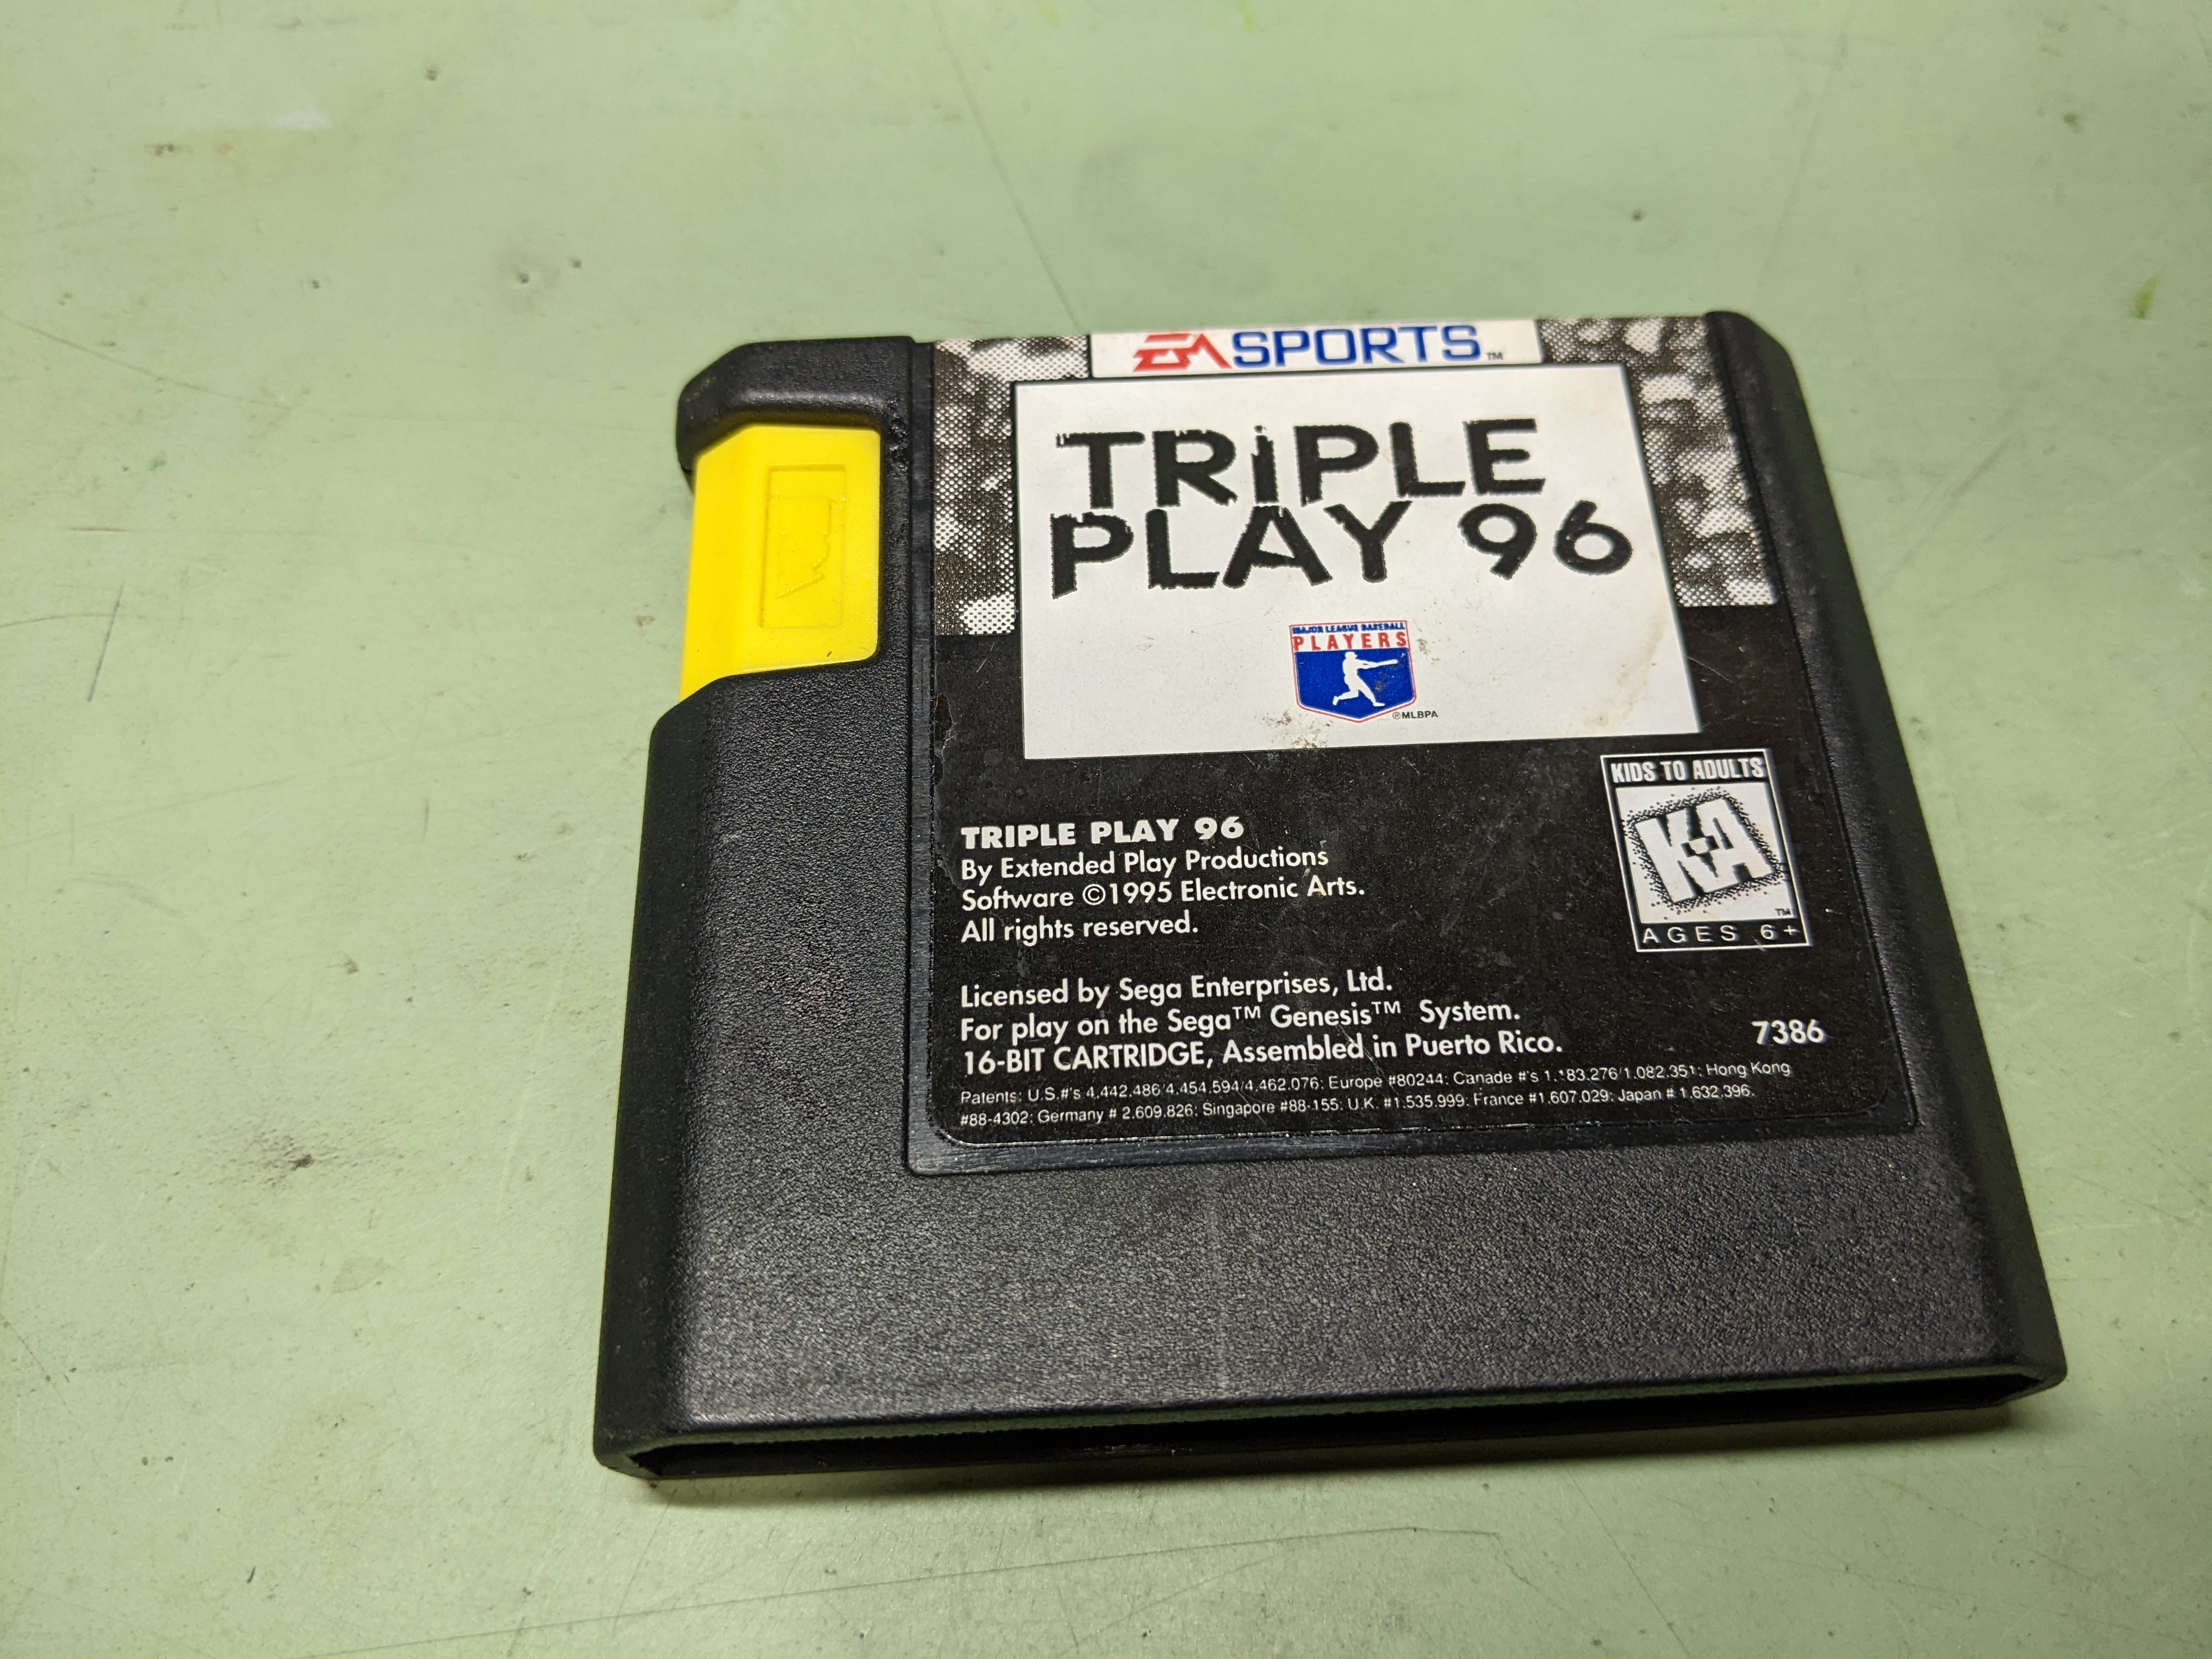 EA SPORTS™
TRiPLE
PLAY 96
MAJOR LEAGUE BASEBALL
PLAYERS
©MLBPA
KIDS TO ADULTS
K-A
™
AGES 6+
TRIPLE PLAY 96
By Extended Play Productions
Software ©1995 Electronic Arts.
All rights reserved.
Licensed by Sega Enterprises, Ltd.
For play on the Sega™ Genesis™ System.
16-BIT CARTRIDGE, Assembled in Puerto Rico.
7386
Patents: U.S.#'s 4,442,486/4,454,594/4,462,076; Europe #80244; Canade #'s 1,183,276/1,082,351; Hong Kong
#88-4302; Germany # 2,609,826; Singapore #88-155; U.K. #1,535,999; France #1,607,029; Japan # 1,632,396.